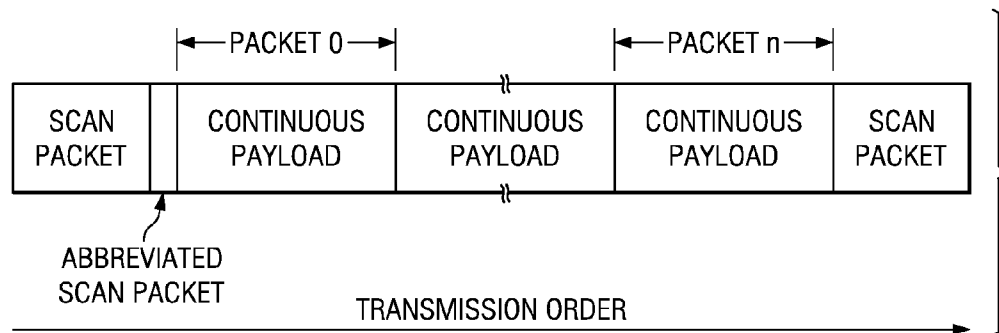 PACKET 0
PACKET n
SCAN PACKET
CONTINUOUS PAYLOAD
CONTINUOUS PAYLOAD
CONTINUOUS PAYLOAD
SCAN PACKET
ABBREVIATED
SCAN PACKET
TRANSMISSION ORDER